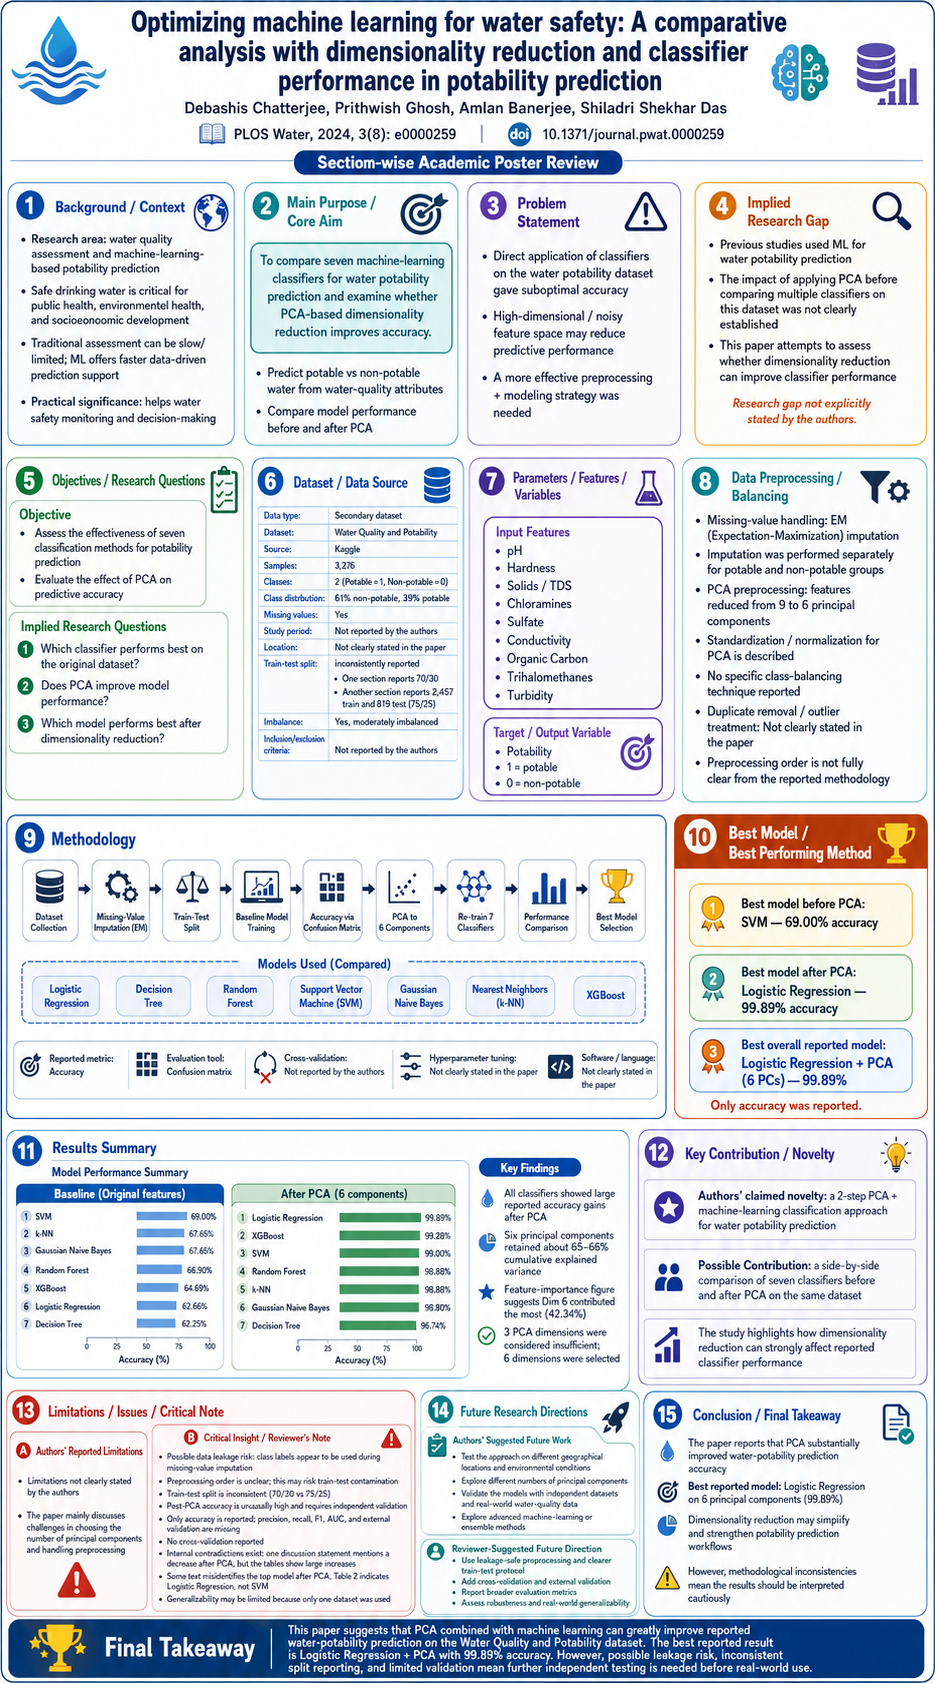 Optimizing machine learning for water safety: A comparative
analysis with dimensionality reduction and classifier
performance in potability prediction
Debashis Chatterjee, Prithwish Ghosh, Amlan Banerjee, Shiladri Shekhar Das
PLOS Water, 2024, 3(8): e0000259
doi 10.1371/journal.pwat.0000259
Section-wise Academic Poster Review
1 Background / Context
• Research area: water quality
assessment and machine-learning-
based potability prediction
• Safe drinking water is critical for
public health, environmental health,
and socioeonoomic development
• Traditional assessment can be slow/
limited; ML offers faster data-driven
prediction support
• Practical significance: helps water
safety monitoring and decision-making
2 Main Purpose /
Core Aim
To compare seven machine-learning
classifiers for water potability
prediction and examine whether
PCA-based dimensionality
reduction improves accuracy.
• Predict potable vs non-potable
water from water-quality attributes
• Compare model performance
before and after PCA
3 Problem
Statement
• Direct application of classifiers
on the water potability dataset
gave suboptimal accuracy
• High-dimensional / noisy
feature space may reduce
predictive performance
• A more effective preprocessing
+ modeling strategy was
needed
4 Implied
Research Gap
• Previous studies used ML for
water potability prediction
• The impact of applying PCA before
comparing multiple classifiers on
this dataset was not clearly
established
• This paper attempts to assess
whether dimensionality reduction
can improve classifier performance
Research gap not explicitly
stated by the authors.
5 Objectives / Research Questions
Objective
• Assess the effectiveness of seven
classification methods for potability
prediction
• Evaluate the effect of PCA on
predictive accuracy
Implied Research Questions
1 Which classifier performs best on
the original dataset?
2 Does PCA improve model
performance?
3 Which model performs best after
dimensionality reduction?
6 Dataset / Data Source
Data type: Secondary dataset
Dataset: Water Quality and Potability
Source: Kaggle
Samples: 3,276
Classes: 2 (Potable = 1, Non-potable = 0)
Class distrbution: 61% non-potable, 39% potable
Missing values: Yes
Study period: Not reported by the authors
Location: Not clearly stated in the paper
Train-test split: inconsistently reported
• One section reports 70/30
• Another section reports 2,457
train and 819 test (75/25)
Imbalance: Yes, moderately imbalanced
Inclusion/exclusion
criteria: Not reported by the authors
7 Parameters / Features /
Variables
Input Features
• pH
• Hardness
• Solids / TDS
• Chloramines
• Sulfate
• Conductivity
• Organic Carbon
• Trihalomethanes
• Turbidity
Target / Output Variable
• Potability
• 1 = potable
• 0 = non-potable
8 Data Preprocessing /
Balancing
• Missing-value handling: EM
(Expectation-Maximization) imputation
• Imputation was performed separately
for potable and non-potable groups
• PCA preprocessing: features
reduced from 9 to 6 principal
components
• Standardization / normalization for
PCA is described
• No specific class-balancing
technique reported
• Duplicate removal / outlier
treatment: Not clearly stated in
the paper
• Preprocessing order is not fully
clear from the reported methodology
9 Methodology
Dataset
Collection
Missing-Value
Imputation (EM)
Train-Test
Split
Baseline Model
Training
Accuracy via
Confusion Matrix
PCA to
6 Components
Re-train 7
Classifiers
Performance
Comparison
Best Model
Selection
Models Used (Compared)
Logistic
Regression
Decision
Tree
Random
Forest
Support Vector
Machine (SVM)
Gaussian
Naive Bayes
Nearest Neighbors
(k-NN)
XGBoost
Reported metric:
Accuracy
Evaluation tool:
Confusion matrix
Cross-validation:
Not reported by the authors
Hyperparameter tuning:
Not clearly stated in the paper
Software / language:
Not clearly stated in
the paper
10 Best Model /
Best Performing Method
1 Best model before PCA:
SVM — 69.00% accuracy
2 Best model after PCA:
Logistic Regression —
99.89% accuracy
3 Best overall reported model:
Logistic Regression + PCA
(6 PCs) — 99.89%
Only accuracy was reported.
11 Results Summary
Model Performance Summary
Baseline (Original features)
1 SVM 69.00%
2 k-NN 67.65%
3 Gaussian Naive Bayes 67.65%
4 Random Forest 66.90%
5 XGBoost 64.69%
6 Logistic Regression 62.66%
7 Decision Tree 62.25%
0 25 50 75 100
Accuracy (%)
After PCA (6 components)
1 Logistic Regression 99.89%
2 XGBoost 99.28%
3 SVM 99.00%
4 Random Forest 98.88%
5 k-NN 98.88%
6 Gaussian Naive Bayes 98.80%
7 Decision Tree 96.74%
0 25 50 75 100
Accuracy (%)
Key Findings
All classifiers showed large
reported accuracy gains
after PCA
Six principal components
retained about 65–66%
cumulative explained
variance
Feature-importance figure
suggests Dim 6 contributed
the most (42.34%)
3 PCA dimensions were
considered insufficient;
6 dimensions were selected
12 Key Contribution / Novelty
Authors' claimed novelty: a 2-step PCA +
machine-learning classification approach
for water potability prediction
Possible Contribution: a side-by-side
comparison of seven classifiers before
and after PCA on the same dataset
The study highlights how dimensionality
reduction can strongly affect reported
classifier performance
13 Limitations / Issues / Critical Note
A Authors' Reported Limitations
• Limitations not clearly stated
by the authors
• The paper mainly discusses
challenges in choosing the
number of principal components
and handling preprocessing
B Critical Insight / Reviewer's Note
• Possible data leakage risk: class labels appear to be used during
missing-value imputation
• Preprocessing order is unclear; this may risk train-test contamination
• Train-test split is inconsistent (70/30 vs 75/25)
• Post-PCA accuracy is unusually high and requires independent validation
• Only accuracy is reported; precision, recall, F1, AUC, and external
validation are missing
• No cross-validation reported
• Internal contradictions exist: one discussion statement mentions a
decrease after PCA, but the tables show large increases
• Some text misidentifies the top model after PCA, Table 2 indicates
Logistic Regression, not SVM
• Generalizability may be limited because only one dataset was used
14 Future Research Directions
Authors' Suggested Future Work
• Test the approach on different geographical
locations and environmental conditions
• Explore different numbers of principal components
• Validate the models with independent datasets
and real-world water-quality data
• Explore advanced machine-learning or
ensemble methods
Reviewer-Suggested Future Direction
• Use leakage-safe preprocessing and clearer
train-test protocol
• Add cross-validation and external validation
• Report broader evaluation metrics
• Assess robustness and real-world generalizability
15 Conclusion / Final Takeaway
The paper reports that PCA substantially
improved water-potability prediction
accuracy
Best reported model: Logistic Regression
on 6 principal components (99.89%)
Dimensionality reduction may simplify
and strengthen potability prediction
workflows
However, methodological inconsistencies
mean the results should be interpreted
cautiously
Final Takeaway
This paper suggests that PCA combined with machine learning can greatly improve reported
water-potability prediction on the Water Quality and Potability dataset. The best reported result
is Logistic Regression + PCA with 99.89% accuracy. However, possible leakage risk, inconsistent
split reporting, and limited validation mean further independent testing is needed before real-world use.